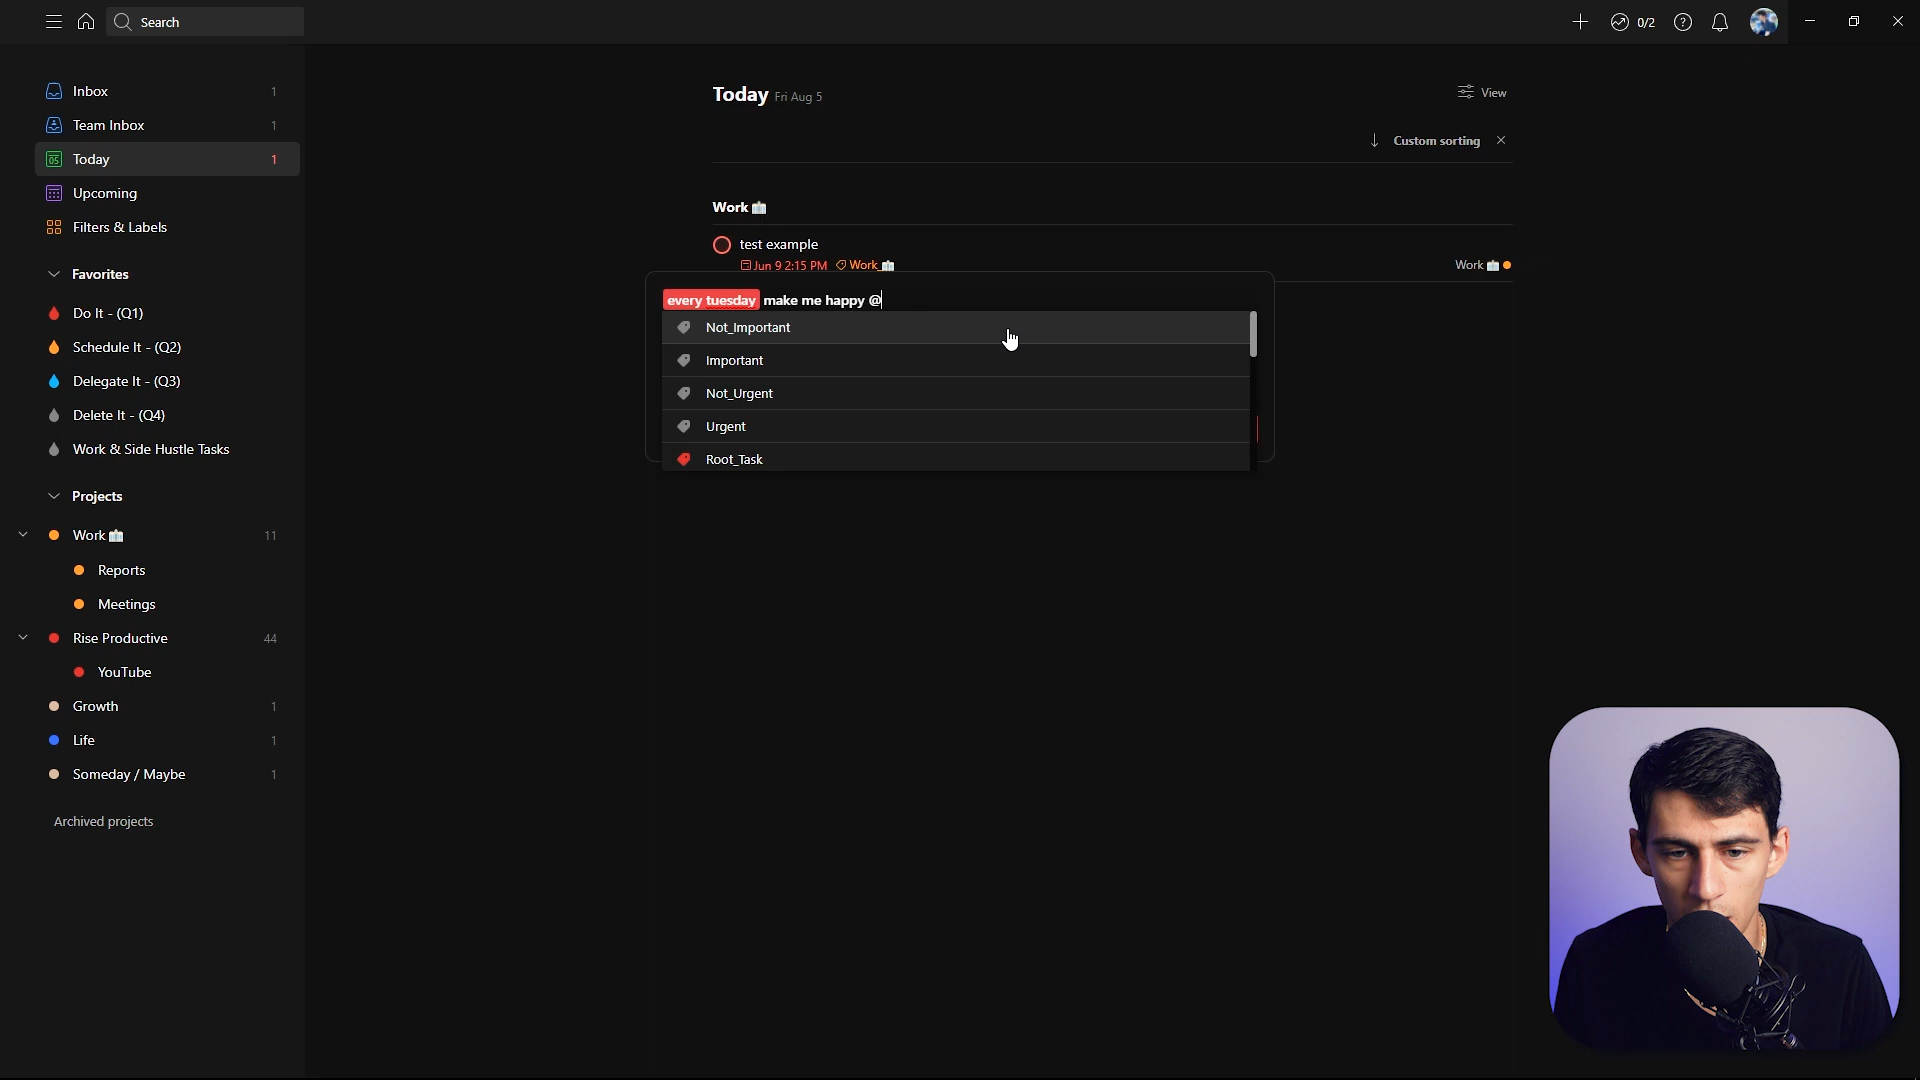 Search
0/2
Inbox 1
Team Inbox 1
05 Today 1
Upcoming
Filters & Labels
Favorites
Do It - (Q1)
Schedule It - (Q2)
Delegate It - (Q3)
Delete It - (Q4)
Work & Side Hustle Tasks
Projects
Work 11
Reports
Meetings
Rise Productive 44
YouTube
Growth 1
Life 1
Someday / Maybe 1
Archived projects
Today Fri Aug 5
View
Custom sorting
Work
test example
Jun 9 2:15 PM Work
Work
every tuesday make me happy @
Not_Important
Important
Not_Urgent
Urgent
Root_Task